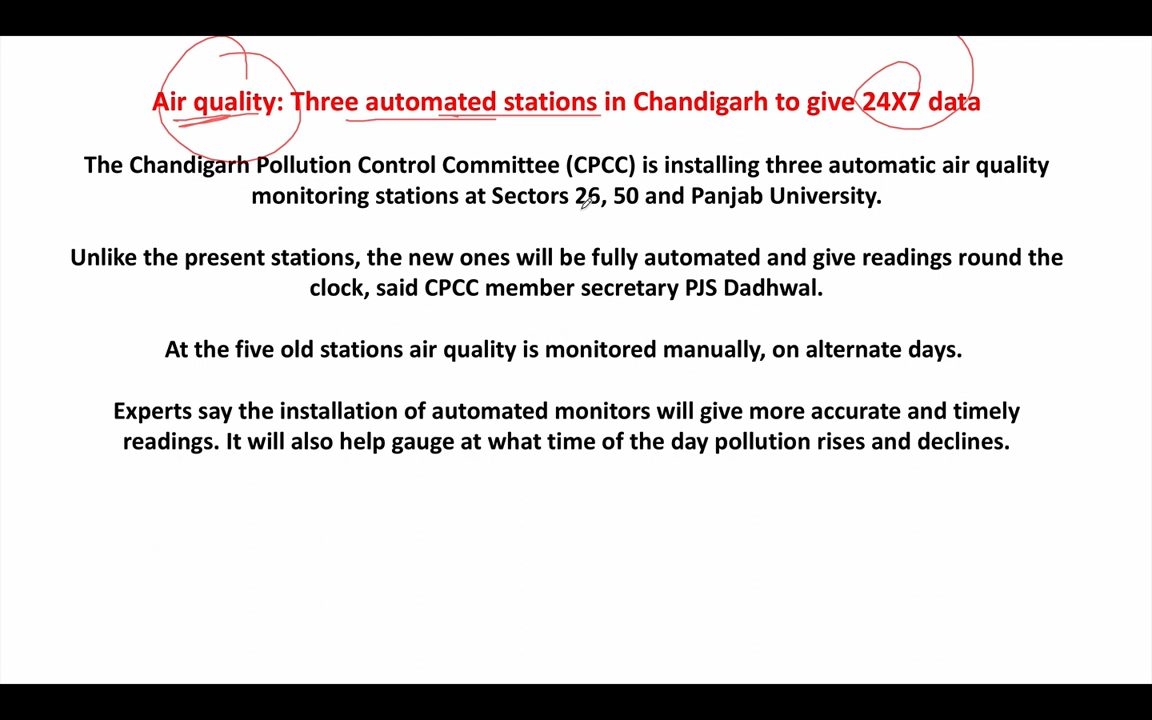 Air quality: Three automated stations in Chandigarh to give 24X7 data
The Chandigarh Pollution Control Committee (CPCC) is installing three automatic air quality
monitoring stations at Sectors 26, 50 and Panjab University.
Unlike the present stations, the new ones will be fully automated and give readings round the
clock, said CPCC member secretary PJS Dadhwal.
At the five old stations air quality is monitored manually, on alternate days.
Experts say the installation of automated monitors will give more accurate and timely
readings. It will also help gauge at what time of the day pollution rises and declines.